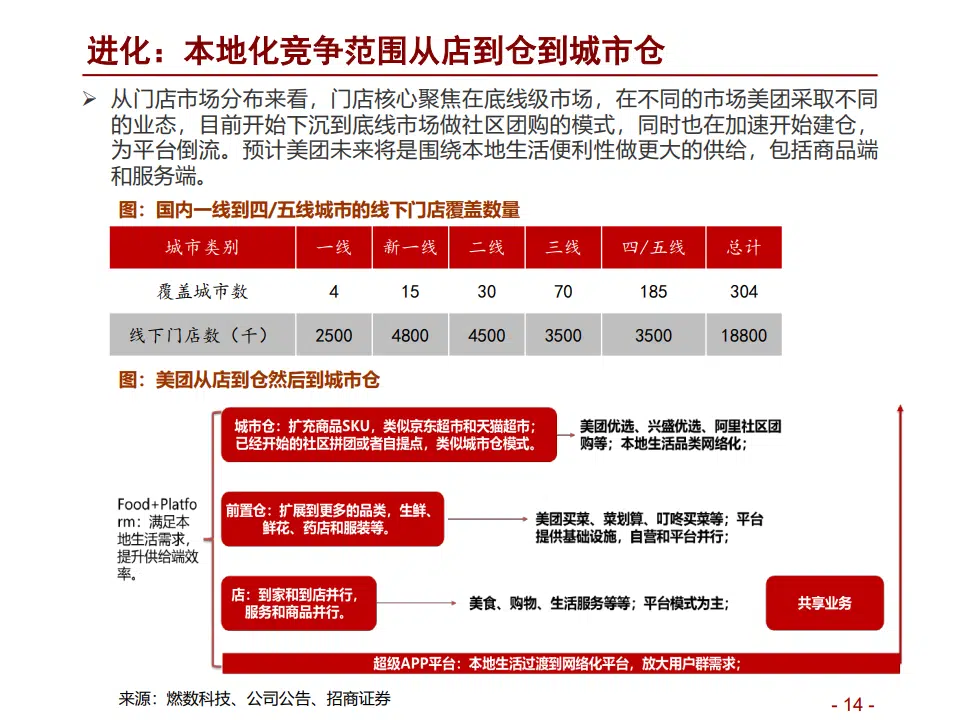 进化：本地化竞争范围从店到仓到城市仓
➢ 从门店市场分布来看，门店核心聚焦在底线级市场，在不同的市场美团采取不同
的业态，目前开始下沉到底线市场做社区团购的模式，同时也在加速开始建仓，
为平台倒流。预计美团未来将是围绕本地生活便利性做更大的供给，包括商品端
和服务端。
图：国内一线到四/五线城市的线下门店覆盖数量
城市类别 一线 新一线 二线 三线 四/五线 总计
覆盖城市数 4 15 30 70 185 304
线下门店数（千） 2500 4800 4500 3500 3500 18800
图：美团从店到仓然后到城市仓
城市仓：扩充商品SKU，类似京东超市和天猫超市；
已经开始的社区拼团或者自提点，类似城市仓模式。
美团优选、兴盛优选、阿里社区团
购等；本地生活品类网络化；
Food+Platfo
rm：满足本
地生活需求，
提升供给端效
率。
前置仓：扩展到更多的品类，生鲜、
鲜花、药店和服装等。
美团买菜、菜划算、叮咚买菜等；平台
提供基础设施，自营和平台并行；
店：到家和到店并行，
服务和商品并行。
美食、购物、生活服务等等；平台模式为主；
共享业务
超级APP平台：本地生活过渡到网络化平台，放大用户群需求；
来源：燃数科技、公司公告、招商证券
- 14 -